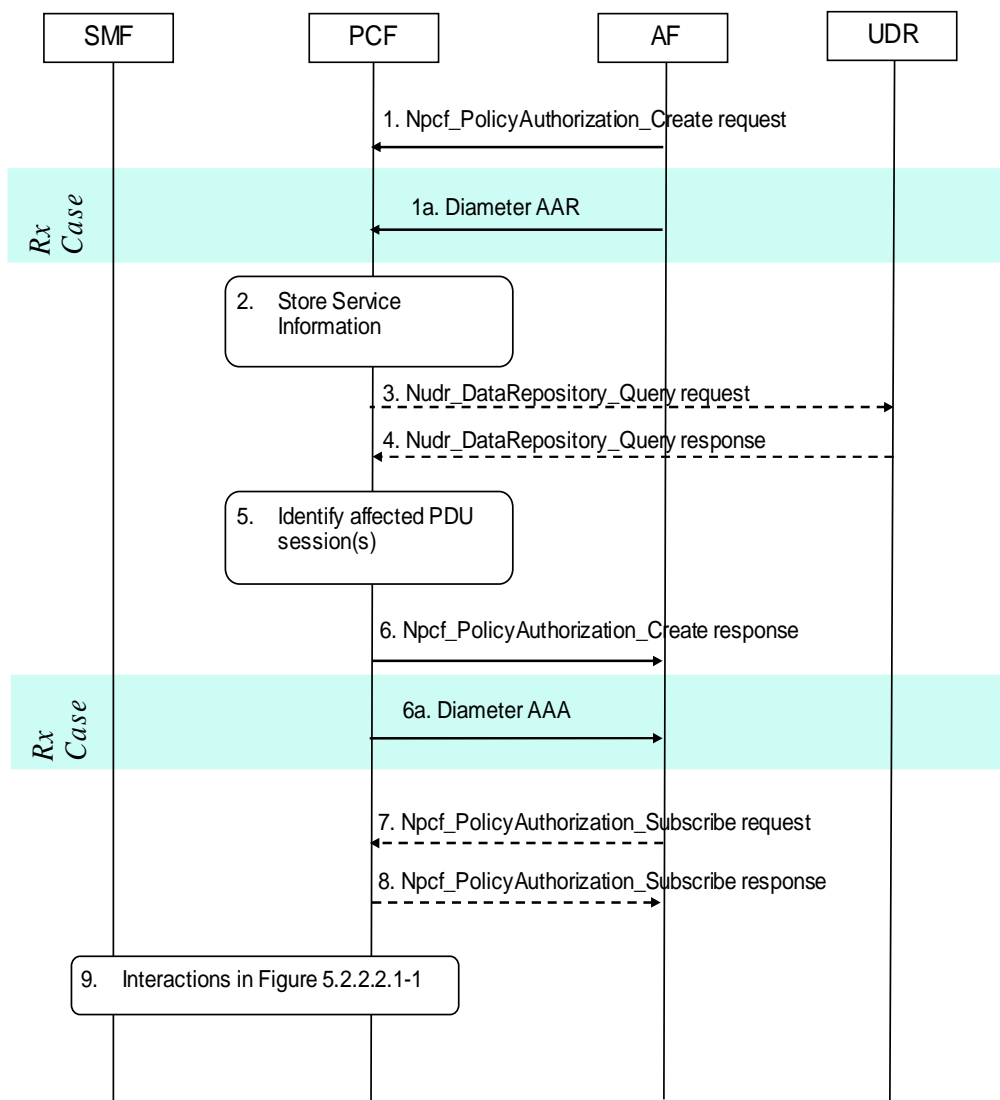 SMF
PCF
AF
UDR
1. Npcf_PolicyAuthorization_Create request
Rx
Case
1a. Diameter AAR
2. Store Service
Information
3. Nudr_DataRepository_Query request
4. Nudr_DataRepository_Query response
5. Identify affected PDU
session(s)
6. Npcf_PolicyAuthorization_Create response
Rx
Case
6a. Diameter AAA
7. Npcf_PolicyAuthorization_Subscribe request
8. Npcf_PolicyAuthorization_Subscribe response
9. Interactions in Figure 5.2.2.2.1-1